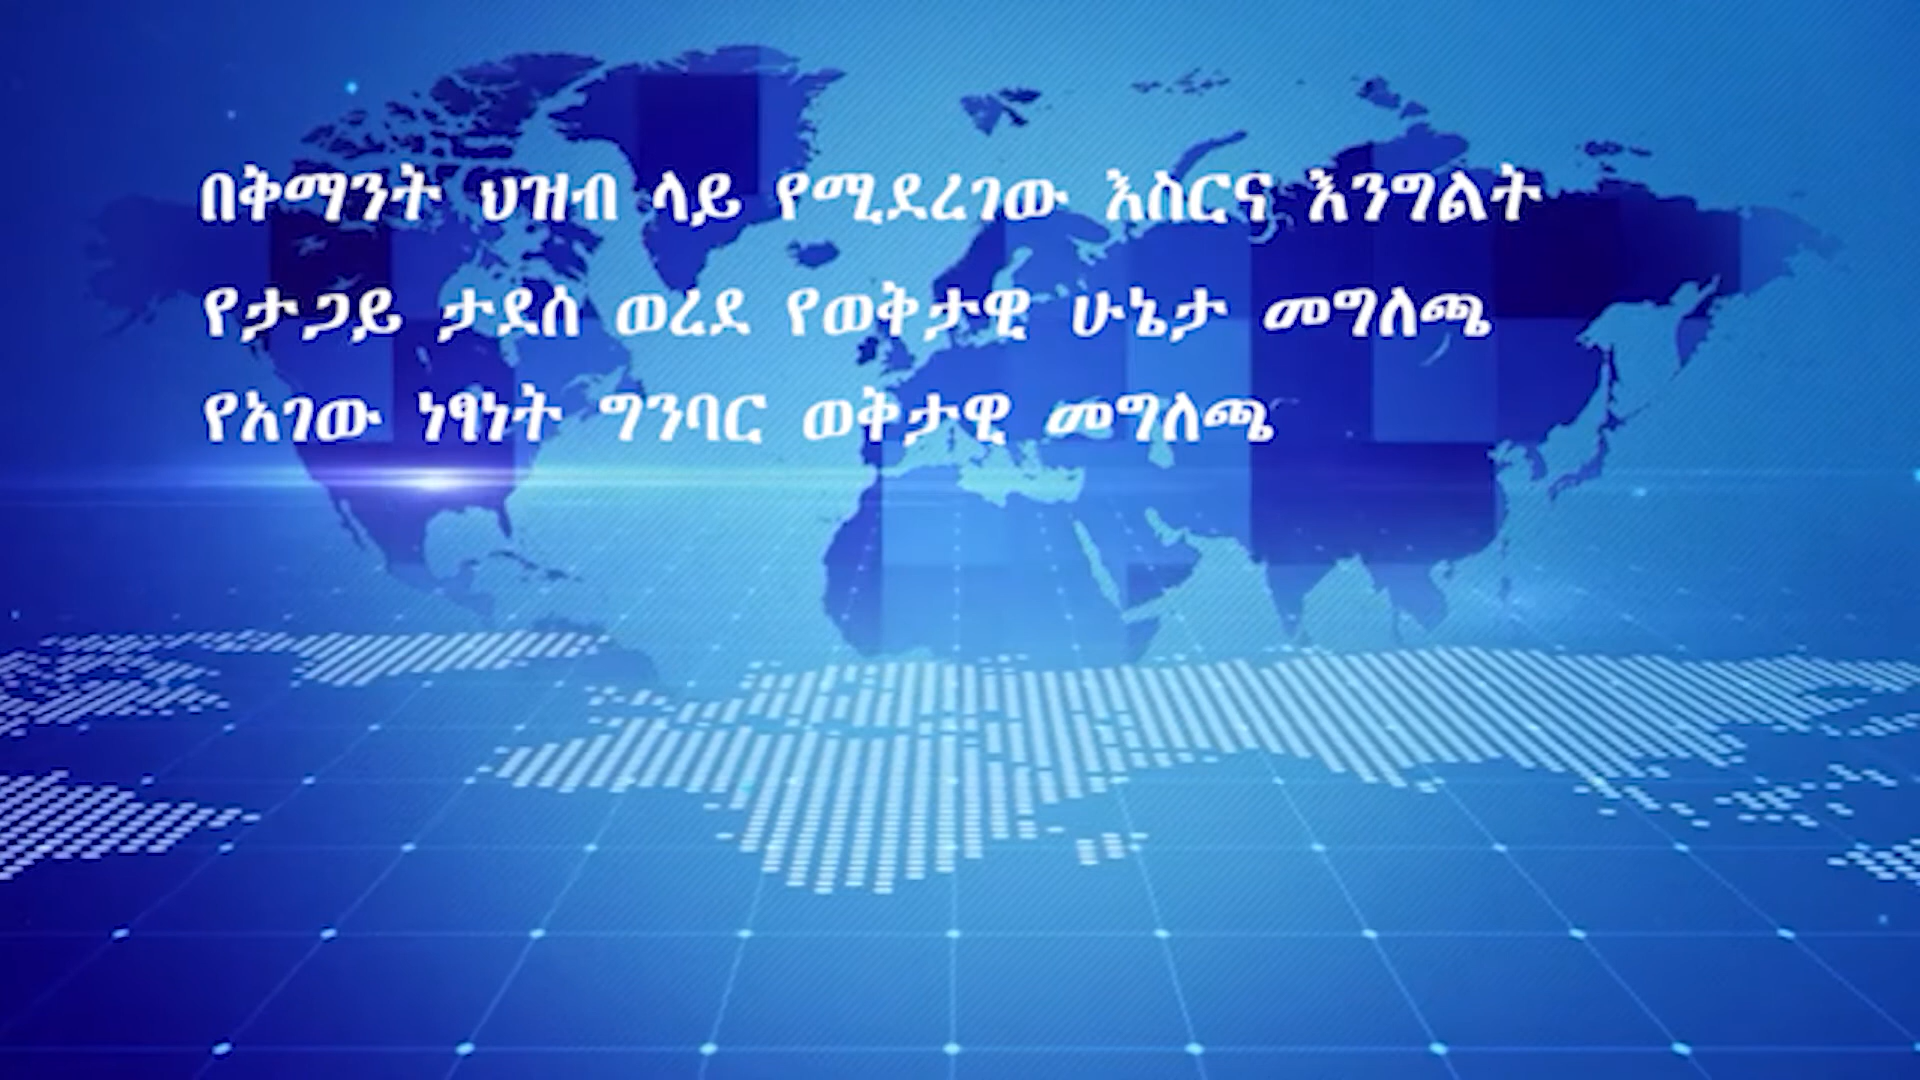 በቅማንት ህዝብ ላይ የሚደረገው እስርና እንግልት
የታጋይ ታደሰ ወረደ የወቅታዊ ሁኔታ መግለጫ
የአገው ነፃነት ግንባር ወቅታዊ መግለጫ